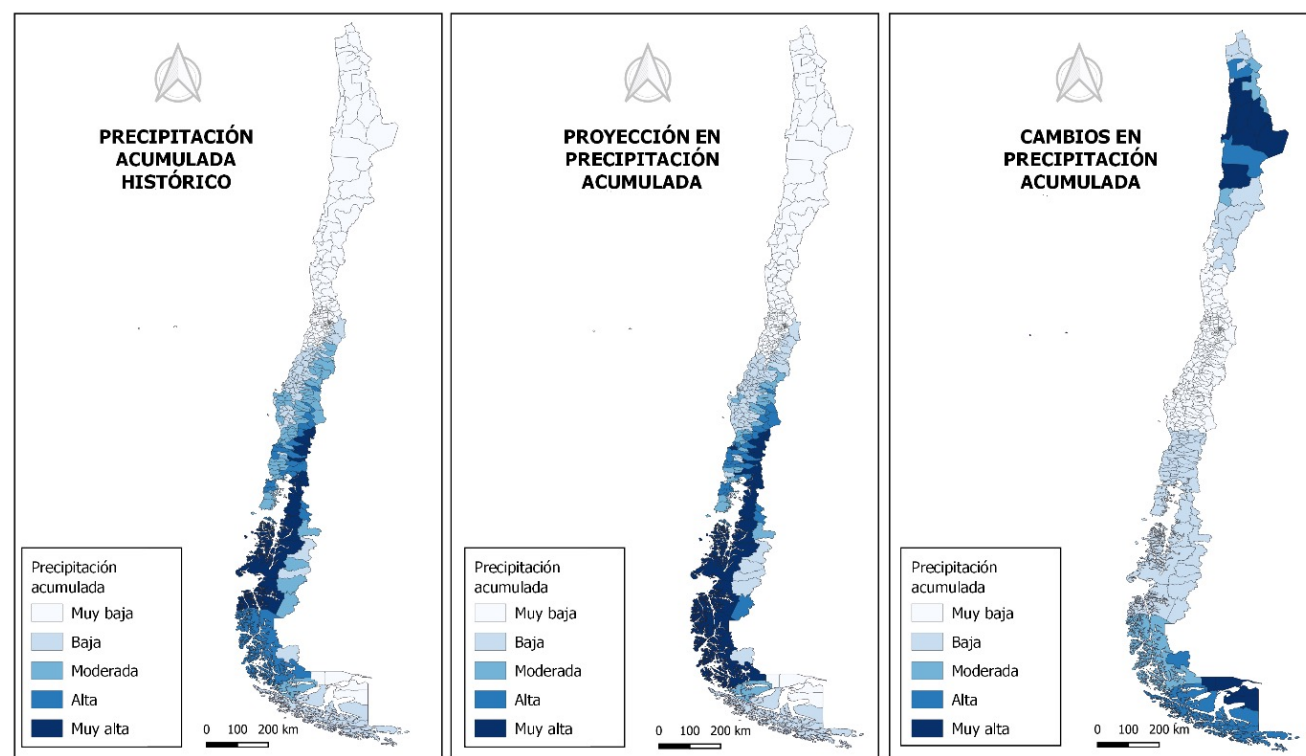 PRECIPITACIÓN
ACUMULADA
HISTÓRICO
Precipitación
acumulada
Muy baja
Baja
Moderada
Alta
Muy alta
0 100 200 km
PROYECCIÓN EN
PRECIPITACIÓN
ACUMULADA
Precipitación
acumulada
Muy baja
Baja
Moderada
Alta
Muy alta
0 100 200 km
CAMBIOS EN
PRECIPITACIÓN
ACUMULADA
Precipitación
acumulada
Muy baja
Baja
Moderada
Alta
Muy alta
0 100 200 km